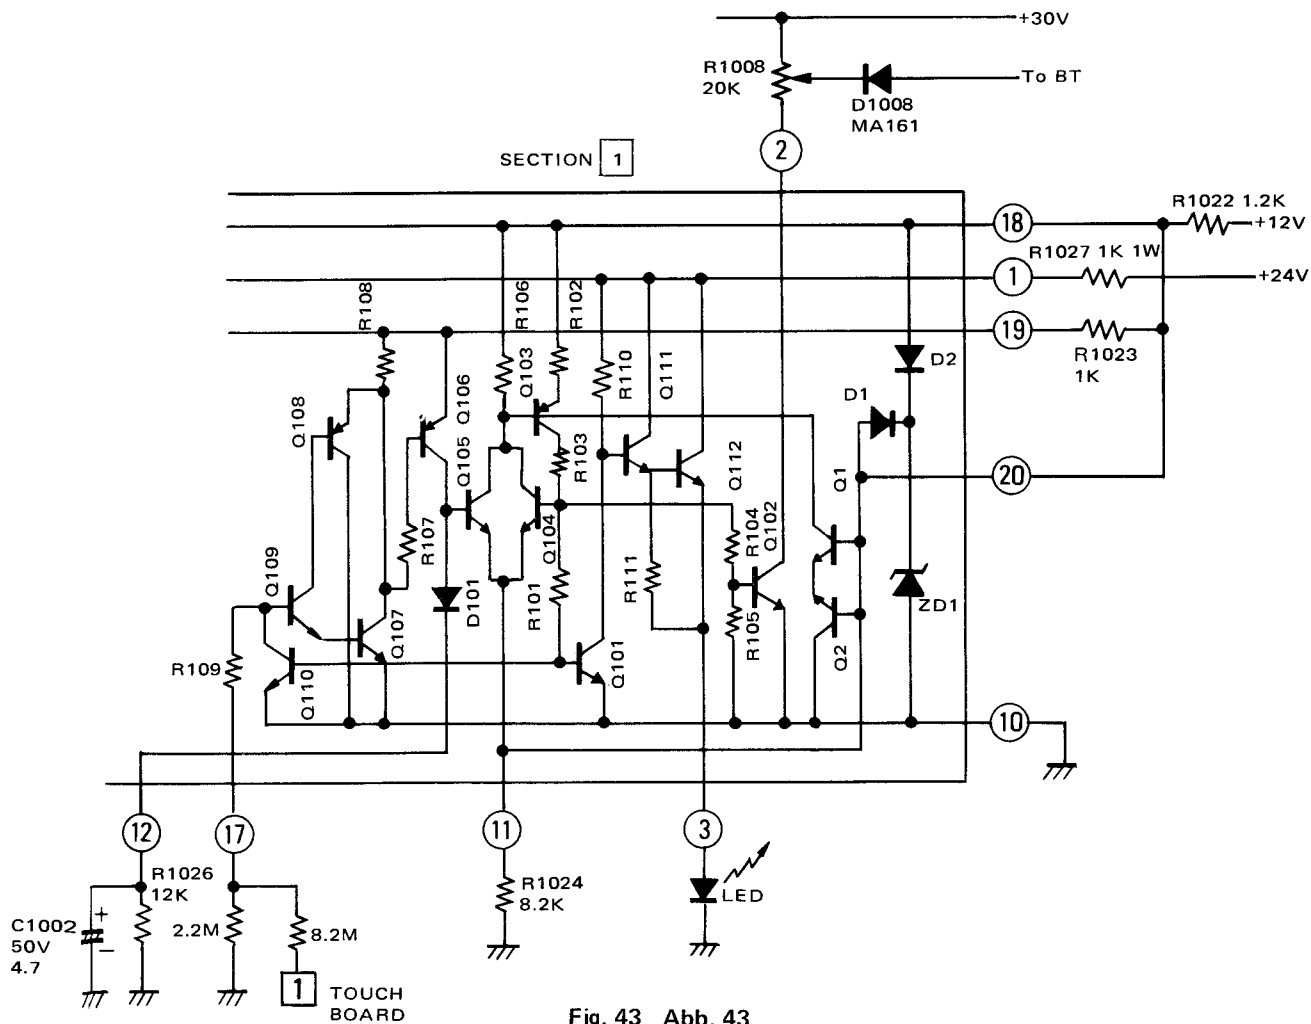 +30V
R1008
20K
To BT
D1008
MA161
2
SECTION 1
R1022 1.2K
18
+12V
R1027 1K 1W
1
+24V
R108
R106
R102
19
R1023
1K
Q103
R110
Q111
D2
Q106
D1
Q108
Q105
R103
Q112
Q1
20
R107
Q104
R104
Q102
Q109
D101
R101
R111
ZD1
Q107
R105
R109
Q110
Q101
Q2
10
12
17
11
3
R1026
12K
R1024
8.2K
LED
C1002
50V
4.7
+
−
2.2M
8.2M
1
TOUCH
BOARD
Fig. 43 Abb. 43